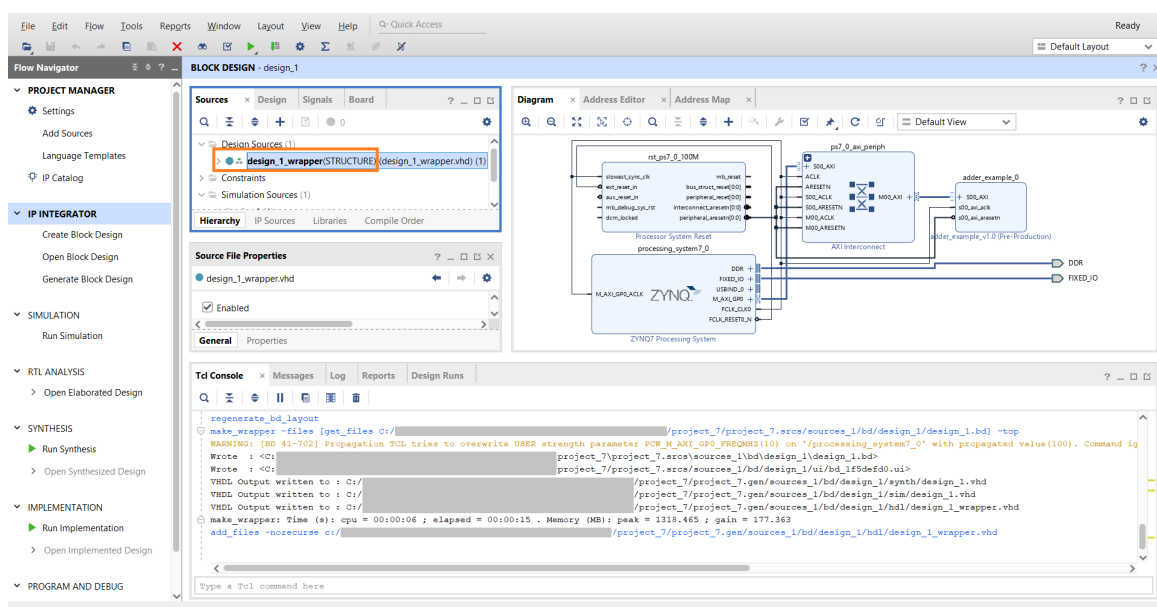 File Edit Flow Tools Reports Window Layout View Help Quick Access Ready
Default Layout
Flow Navigator
BLOCK DESIGN - design_1
PROJECT MANAGER
Settings
Add Sources
Language Templates
IP Catalog
IP INTEGRATOR
Create Block Design
Open Block Design
Generate Block Design
SIMULATION
Run Simulation
RTL ANALYSIS
Open Elaborated Design
SYNTHESIS
Run Synthesis
Open Synthesized Design
IMPLEMENTATION
Run Implementation
Open Implemented Design
PROGRAM AND DEBUG
Sources Design Signals Board
0
Design Sources (1)
design_1_wrapper(STRUCTURE) (design_1_wrapper.vhd) (1)
Constraints
Simulation Sources (1)
Hierarchy IP Sources Libraries Compile Order
Source File Properties
design_1_wrapper.vhd
Enabled
General Properties
Diagram Address Editor Address Map
Default View
rst_ps7_0_100M
slowest_sync_clk mb_reset
ext_reset_in bus_struct_reset[0:0]
aux_reset_in peripheral_reset[0:0]
mb_debug_sys_rst interconnect_aresetn[0:0]
dcm_locked peripheral_aresetn[0:0]
Processor System Reset
ps7_0_axi_periph
S00_AXI
ACLK
ARESETN
S00_ACLK M00_AXI
S00_ARESETN
M00_ACLK
M00_ARESETN
AXI Interconnect
adder_example_0
S00_AXI
s00_axi_aclk
s00_axi_aresetn
adder_example_v1.0 (Pre-Production)
processing_system7_0
DDR
FIXED_IO
USBIND_0
M_AXI_GP0_ACLK ZYNQ M_AXI_GP0
FCLK_CLK0
FCLK_RESET0_N
ZYNQ7 Processing System
DDR
FIXED_IO
Tcl Console Messages Log Reports Design Runs
regenerate_bd_layout
make_wrapper -files [get_files C:/ /project_7/project_7.srcs/sources_1/bd/design_1/design_1.bd] -top
WARNING: [BD 41-702] Propagation TCL tries to overwrite USER strength parameter PCW_M_AXI_GP0_FREQMHZ(10) on '/processing_system7_0' with propagated value(100). Command ig
Wrote : <C: project_7\project_7.srcs\sources_1\bd\design_1\design_1.bd>
Wrote : <C: project_7/project_7.srcs/sources_1/bd/design_1/ui/bd_1f5defd0.ui>
VHDL Output written to : C:/ /project_7/project_7.gen/sources_1/bd/design_1/synth/design_1.vhd
VHDL Output written to : C:/ /project_7/project_7.gen/sources_1/bd/design_1/sim/design_1.vhd
VHDL Output written to : C:/ /project_7/project_7.gen/sources_1/bd/design_1/hdl/design_1_wrapper.vhd
make_wrapper: Time (s): cpu = 00:00:06 ; elapsed = 00:00:15 . Memory (MB): peak = 1318.465 ; gain = 177.363
add_files -norecurse c:/ /project_7/project_7.gen/sources_1/bd/design_1/hdl/design_1_wrapper.vhd
Type a Tcl command here